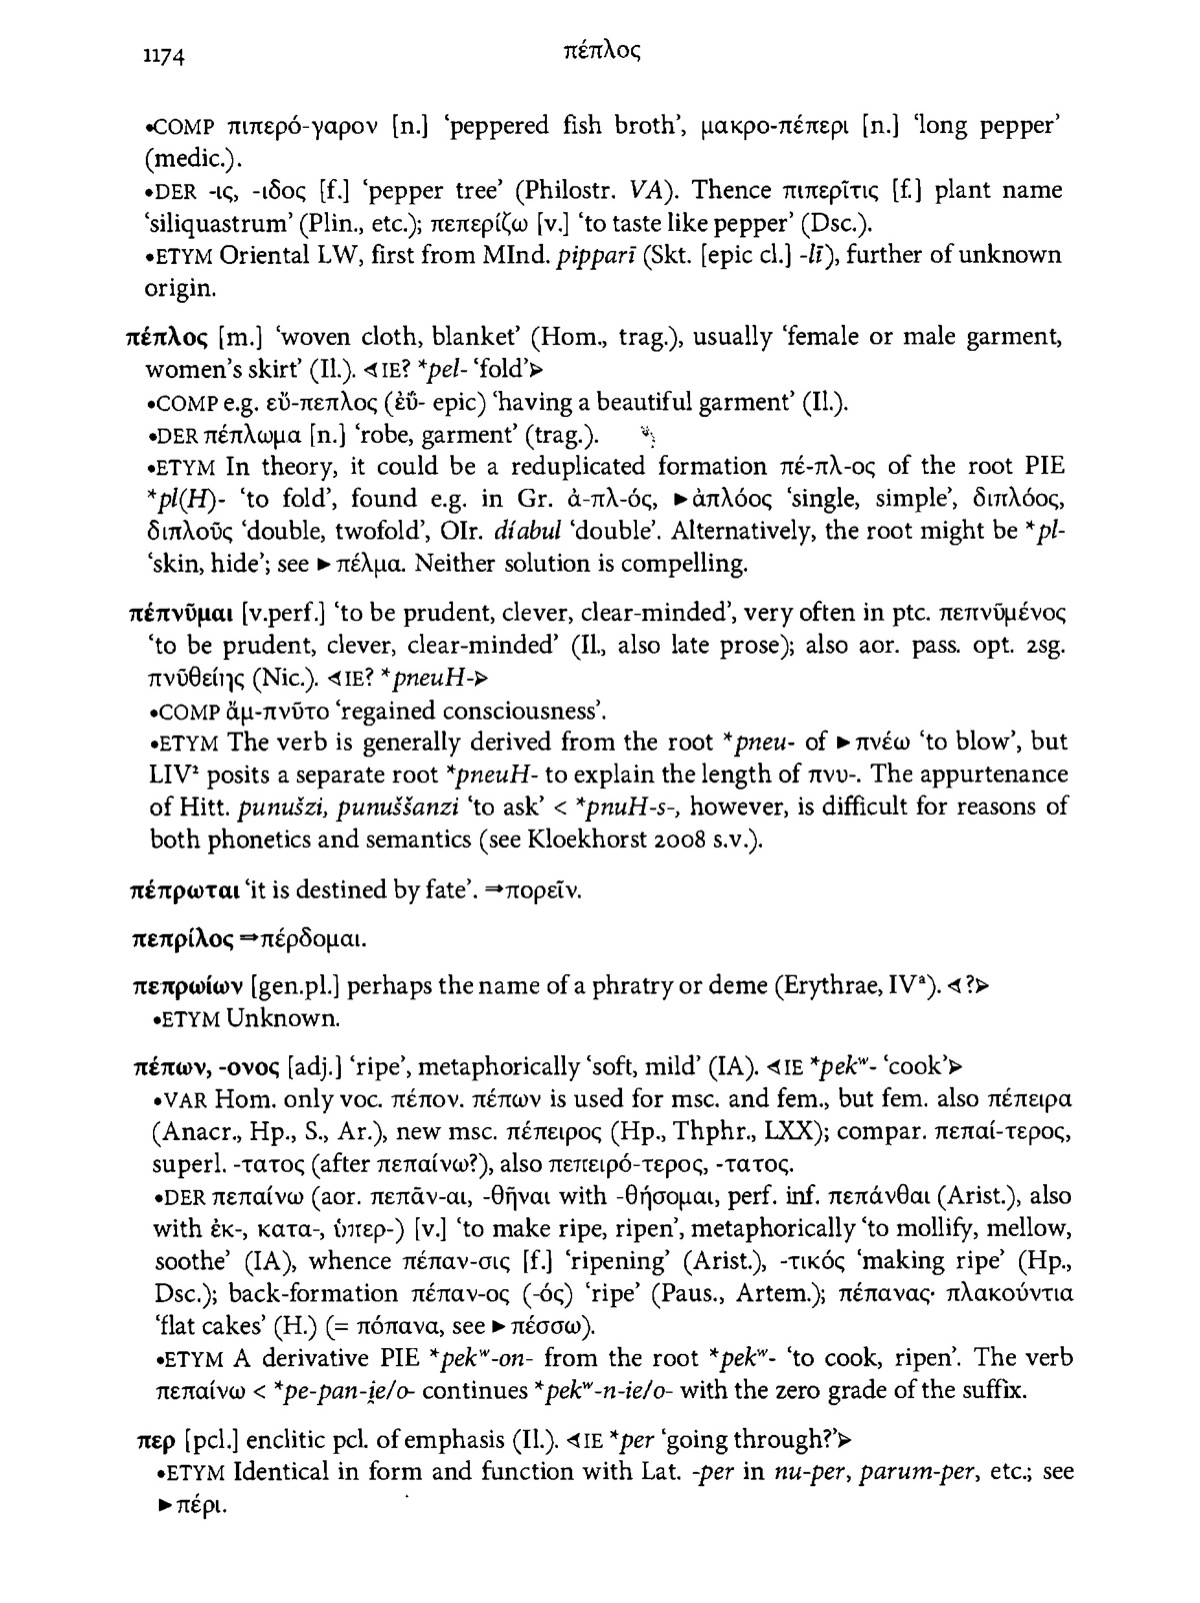 1174 πέπλος
•COMP πιπερό-γαρον [n.] ‘peppered fish broth’, μακρο-πέπερι [n.] ‘long pepper’
(medic.).
•DER -ις, -ιδος [f.] ‘pepper tree’ (Philostr. VA). Thence πιπερῖτις [f.] plant name
‘siliquastrum’ (Plin., etc.); πεπερίζω [v.] ‘to taste like pepper’ (Dsc.).
•ETYM Oriental LW, first from MInd. pipparī (Skt. [epic cl.] -lī), further of unknown
origin.
πέπλος [m.] ‘woven cloth, blanket’ (Hom., trag.), usually ‘female or male garment,
women’s skirt’ (Il.). ⊲IE? *pel- ‘fold’⊳
•COMP e.g. εὔ-πεπλος (ἐΰ- epic) ‘having a beautiful garment’ (Il.).
•DER πέπλωμα [n.] ‘robe, garment’ (trag.).
•ETYM In theory, it could be a reduplicated formation πέ-πλ-ος of the root PIE
*pl(H)- ‘to fold’, found e.g. in Gr. ἁ-πλ-ός, ►ἁπλόος ‘single, simple’, διπλόος,
διπλοῦς ‘double, twofold’, OIr. díabul ‘double’. Alternatively, the root might be *pl-
‘skin, hide’; see ►πέλμα. Neither solution is compelling.
πέπνῡμαι [v.perf.] ‘to be prudent, clever, clear-minded’, very often in ptc. πεπνῡμένος
‘to be prudent, clever, clear-minded’ (Il., also late prose); also aor. pass. opt. 2sg.
πνῡθείης (Nic.). ⊲IE? *pneuH-⊳
•COMP ἄμ-πνῡτο ‘regained consciousness’.
•ETYM The verb is generally derived from the root *pneu- of ►πνέω ‘to blow’, but
LIV² posits a separate root *pneuH- to explain the length of πνυ-. The appurtenance
of Hitt. punušzi, punuššanzi ‘to ask’ < *pnuH-s-, however, is difficult for reasons of
both phonetics and semantics (see Kloekhorst 2008 s.v.).
πέπρωται ‘it is destined by fate’. ⇒πορεῖν.
πεπρίλος ⇒πέρδομαι.
πεπρωίων [gen.pl.] perhaps the name of a phratry or deme (Erythrae, IVᵃ). ⊲?⊳
•ETYM Unknown.
πέπων, -ονος [adj.] ‘ripe’, metaphorically ‘soft, mild’ (IA). ⊲IE *pekʷ- ‘cook’⊳
•VAR Hom. only voc. πέπον. πέπων is used for msc. and fem., but fem. also πέπειρα
(Anacr., Hp., S., Ar.), new msc. πέπειρος (Hp., Thphr., LXX); compar. πεπαί-τερος,
superl. -τατος (after πεπαίνω?), also πεπειρό-τερος, -τατος.
•DER πεπαίνω (aor. πεπᾶν-αι, -θῆναι with -θήσομαι, perf. inf. πεπάνθαι (Arist.), also
with ἐκ-, κατα-, ὑπερ-) [v.] ‘to make ripe, ripen’, metaphorically ‘to mollify, mellow,
soothe’ (IA), whence πέπαν-σις [f.] ‘ripening’ (Arist.), -τικός ‘making ripe’ (Hp.,
Dsc.); back-formation πέπαν-ος (-ός) ‘ripe’ (Paus., Artem.); πέπανας· πλακούντια
‘flat cakes’ (H.) (= πόπανα, see ►πέσσω).
•ETYM A derivative PIE *pekʷ-on- from the root *pekʷ- ‘to cook, ripen’. The verb
πεπαίνω < *pe-pan-i̯e/o- continues *pekʷ-n-ie/o- with the zero grade of the suffix.
περ [pcl.] enclitic pcl. of emphasis (Il.). ⊲IE *per ‘going through?’⊳
•ETYM Identical in form and function with Lat. -per in nu-per, parum-per, etc.; see
►πέρι.